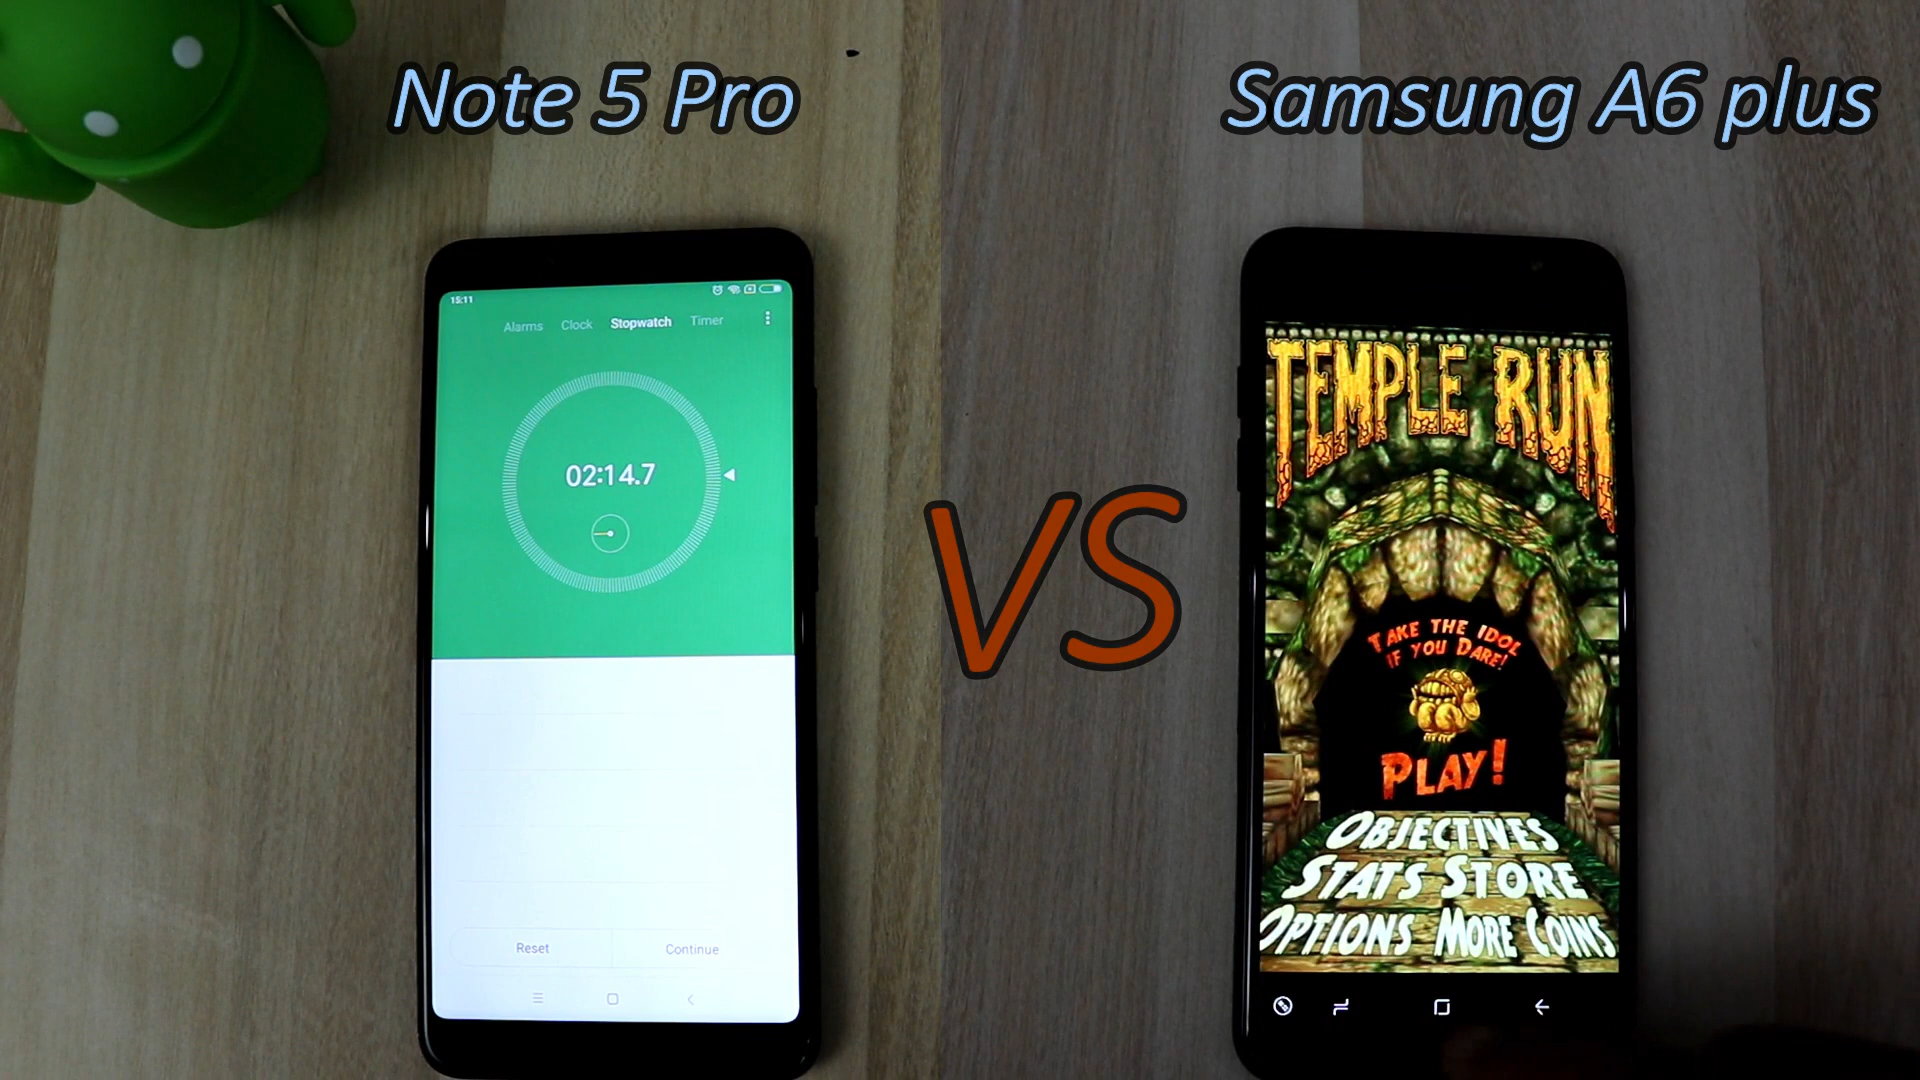 Note 5 Pro
Samsung A6 plus
VS
15:11
Alarms Clock Stopwatch Timer
02:14.7
Reset Continue
TEMPLE RUN
TAKE THE IDOL
IF YOU DARE!
PLAY!
OBJECTIVES
STATS STORE
OPTIONS MORE COINS